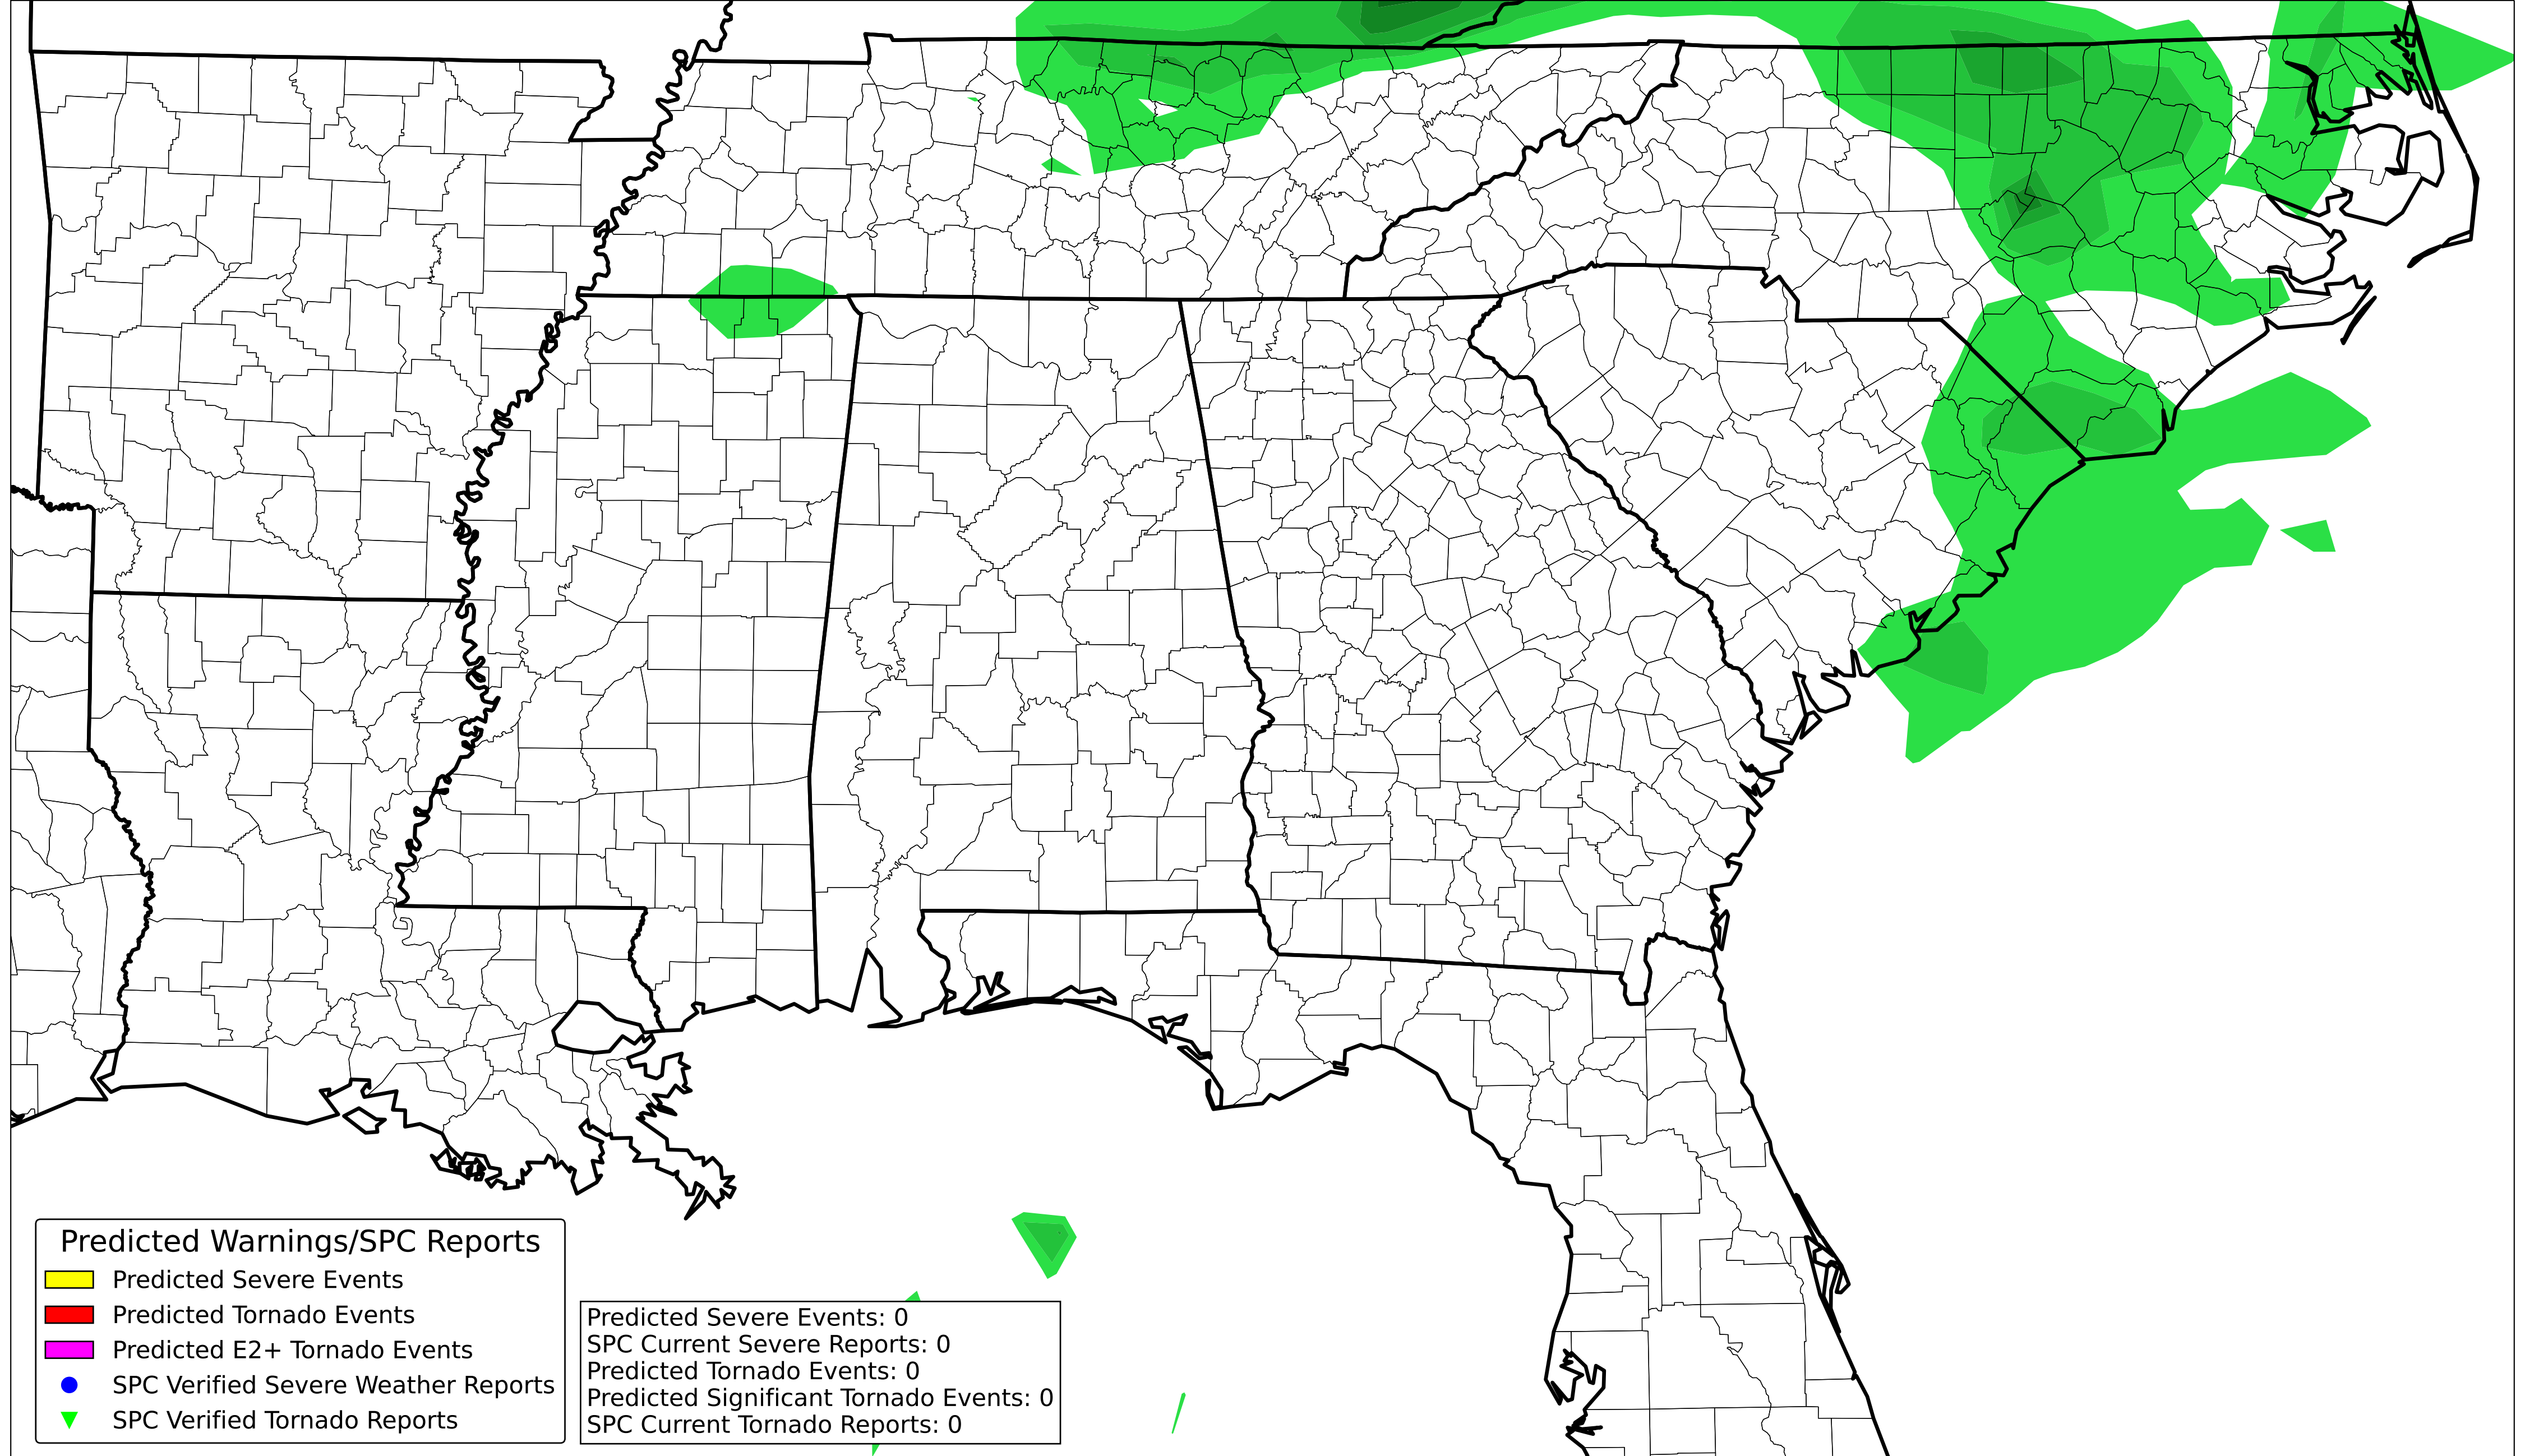 Predicted Warnings/SPC Reports
Predicted Severe Events
Predicted Tornado Events
Predicted E2+ Tornado Events
SPC Verified Severe Weather Reports
SPC Verified Tornado Reports
Predicted Severe Events: 0
SPC Current Severe Reports: 0
Predicted Tornado Events: 0
Predicted Significant Tornado Events: 0
SPC Current Tornado Reports: 0